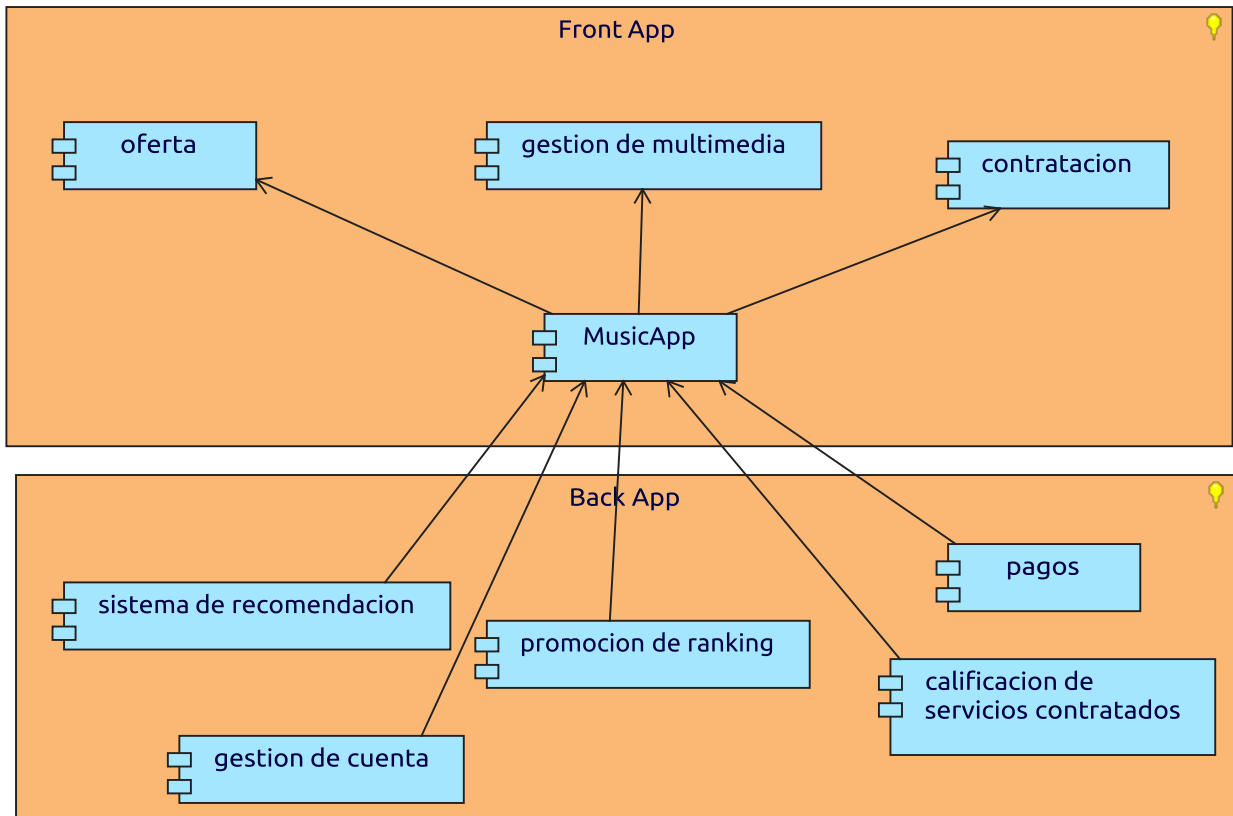 Front App
oferta
gestion de multimedia
contratacion
MusicApp
Back App
pagos
sistema de recomendacion
promocion de ranking
calificacion de
servicios contratados
gestion de cuenta